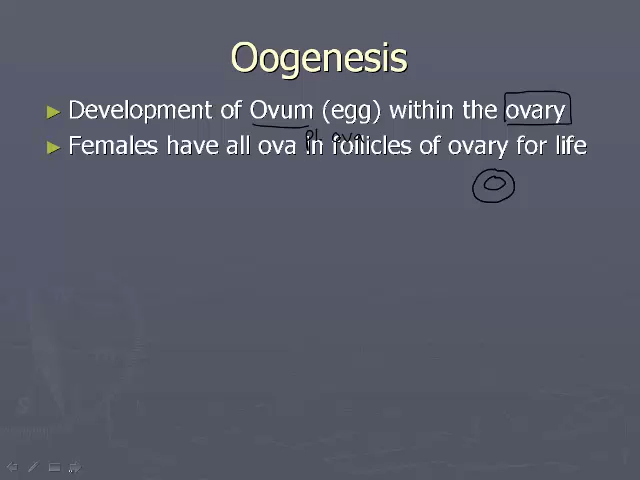 Oogenesis
Development of Ovum (egg) within the ovary
pl. ova
Females have all ova in follicles of ovary for life